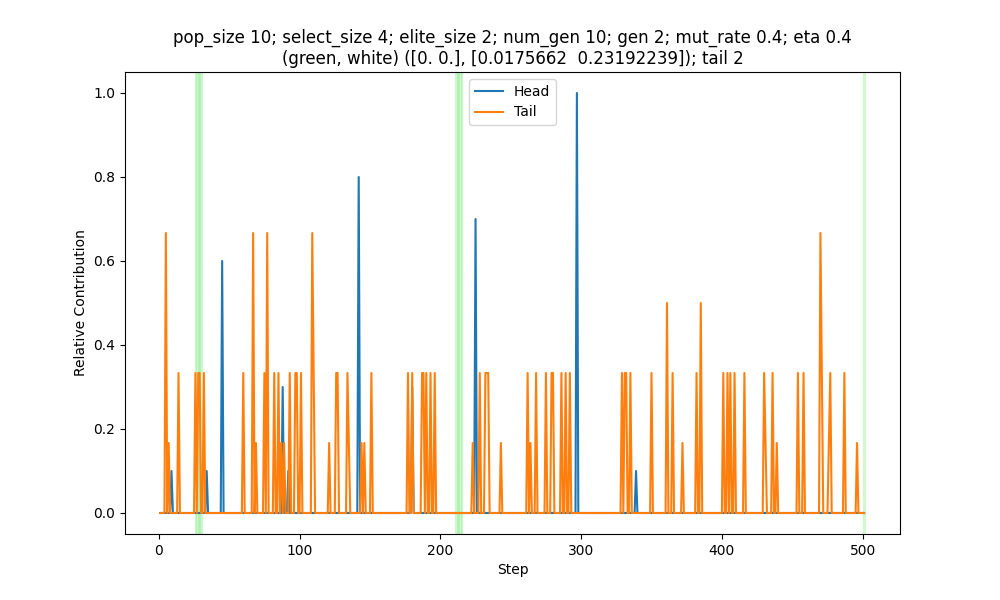 pop_size 10; select_size 4; elite_size 2; num_gen 10; gen 2; mut_rate 0.4; eta 0.4
(green, white) ([0. 0.], [0.0175662  0.23192239]); tail 2
Head
Tail
1.0
0.8
0.6
0.4
0.2
0.0
Relative Contribution
0
100
200
300
400
500
Step